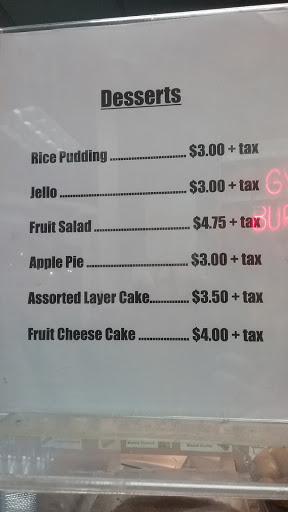 Desserts
Rice Pudding ........................... $3.00 + tax
Jello ............................................ $3.00 + tax
Fruit Salad .................................. $4.75 + tax
Apple Pie .................................... $3.00 + tax
Assorted Layer Cake.............. $3.50 + tax
Fruit Cheese Cake .................. $4.00 + tax